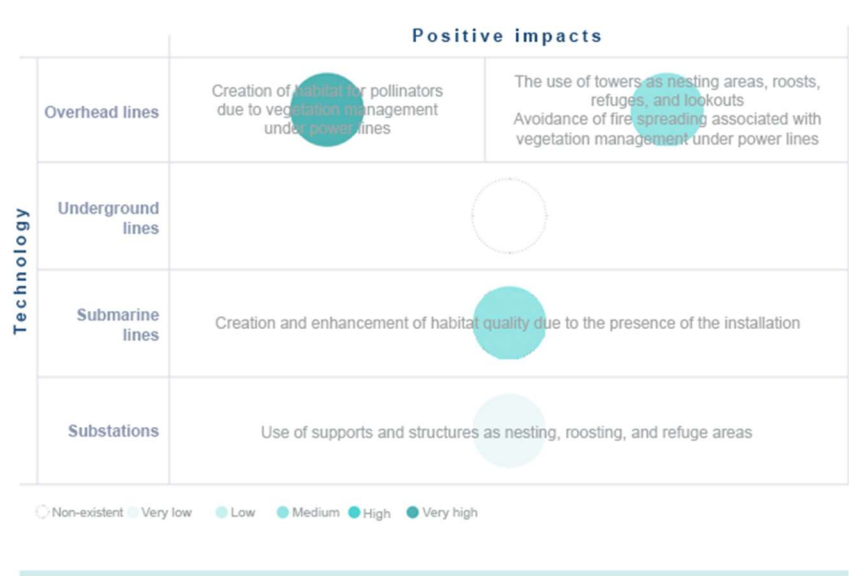 Positive impacts
Technology
Overhead lines
Creation of habitat for pollinators
due to vegetation management
under power lines
The use of towers as nesting areas, roosts,
refuges, and lookouts
Avoidance of fire spreading associated with
vegetation management under power lines
Underground
lines
Submarine
lines
Creation and enhancement of habitat quality due to the presence of the installation
Substations
Use of supports and structures as nesting, roosting, and refuge areas
Non-existent Very low Low Medium High Very high